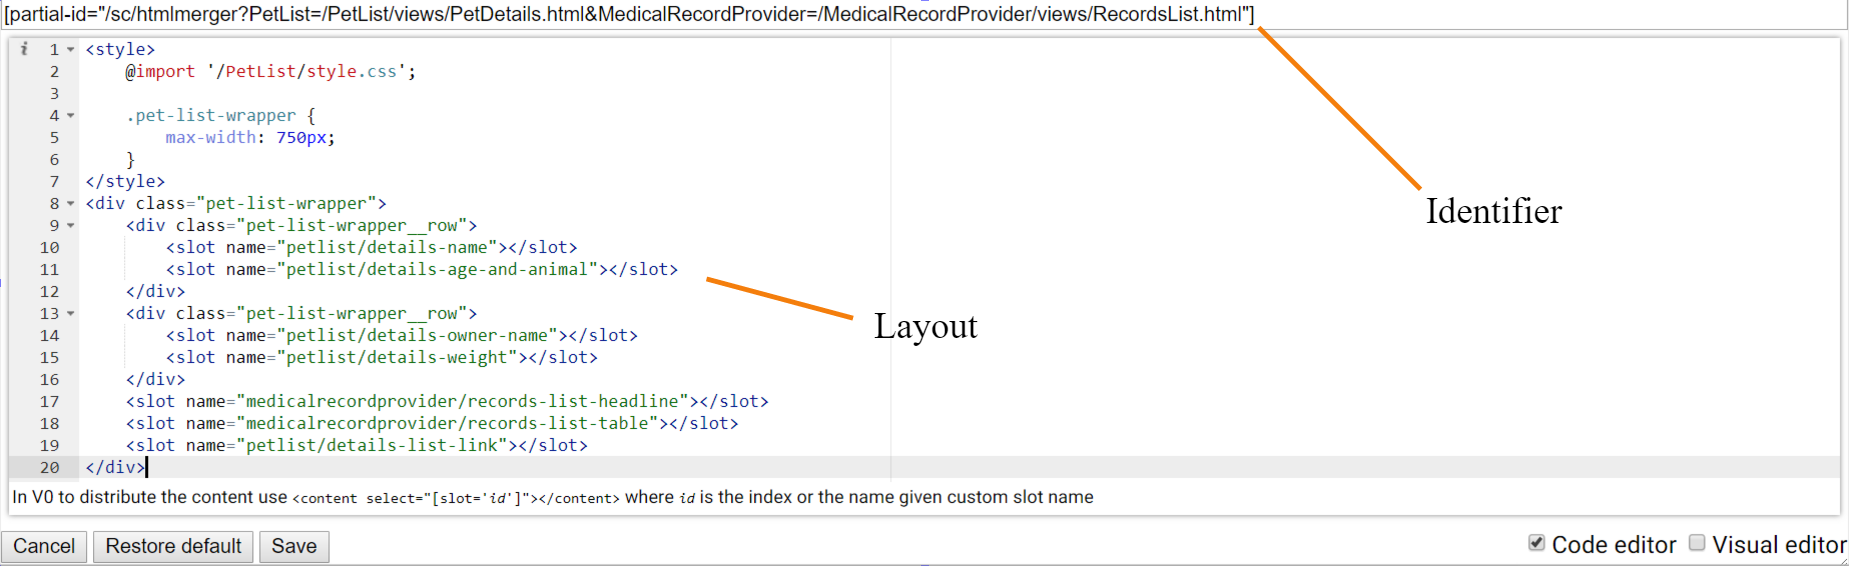 [partial-id="/sc/htmlmerger?PetList=/PetList/views/PetDetails.html&MedicalRecordProvider=/MedicalRecordProvider/views/RecordsList.html"]
i 1 <style>
2 @import '/PetList/style.css';
3
4 .pet-list-wrapper {
5 max-width: 750px;
6 }
7 </style>
8 <div class="pet-list-wrapper">
9 <div class="pet-list-wrapper__row">
10 <slot name="petlist/details-name"></slot>
11 <slot name="petlist/details-age-and-animal"></slot>
12 </div>
13 <div class="pet-list-wrapper__row">
14 <slot name="petlist/details-owner-name"></slot>
15 <slot name="petlist/details-weight"></slot>
16 </div>
17 <slot name="medicalrecordprovider/records-list-headline"></slot>
18 <slot name="medicalrecordprovider/records-list-table"></slot>
19 <slot name="petlist/details-list-link"></slot>
20 </div>
Identifier
Layout
In V0 to distribute the content use <content select="[slot='id']"></content> where id is the index or the name given custom slot name
Cancel Restore default Save Code editor Visual editor